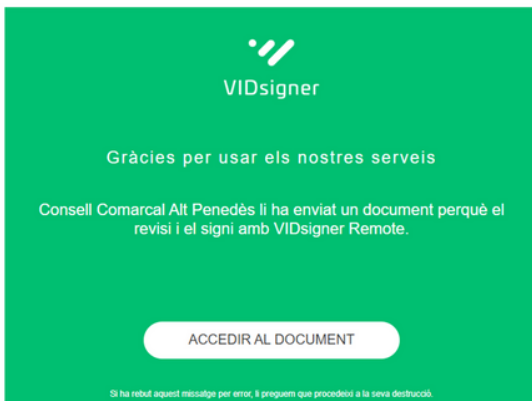 VIDsigner
Gràcies per usar els nostres serveis
Consell Comarcal Alt Penedès li ha enviat un document perquè el
revisi i el signi amb VIDsigner Remote.
ACCEDIR AL DOCUMENT
Si ha rebut aquest missatge per error, li preguem que procedeixi a la seva destrucció.